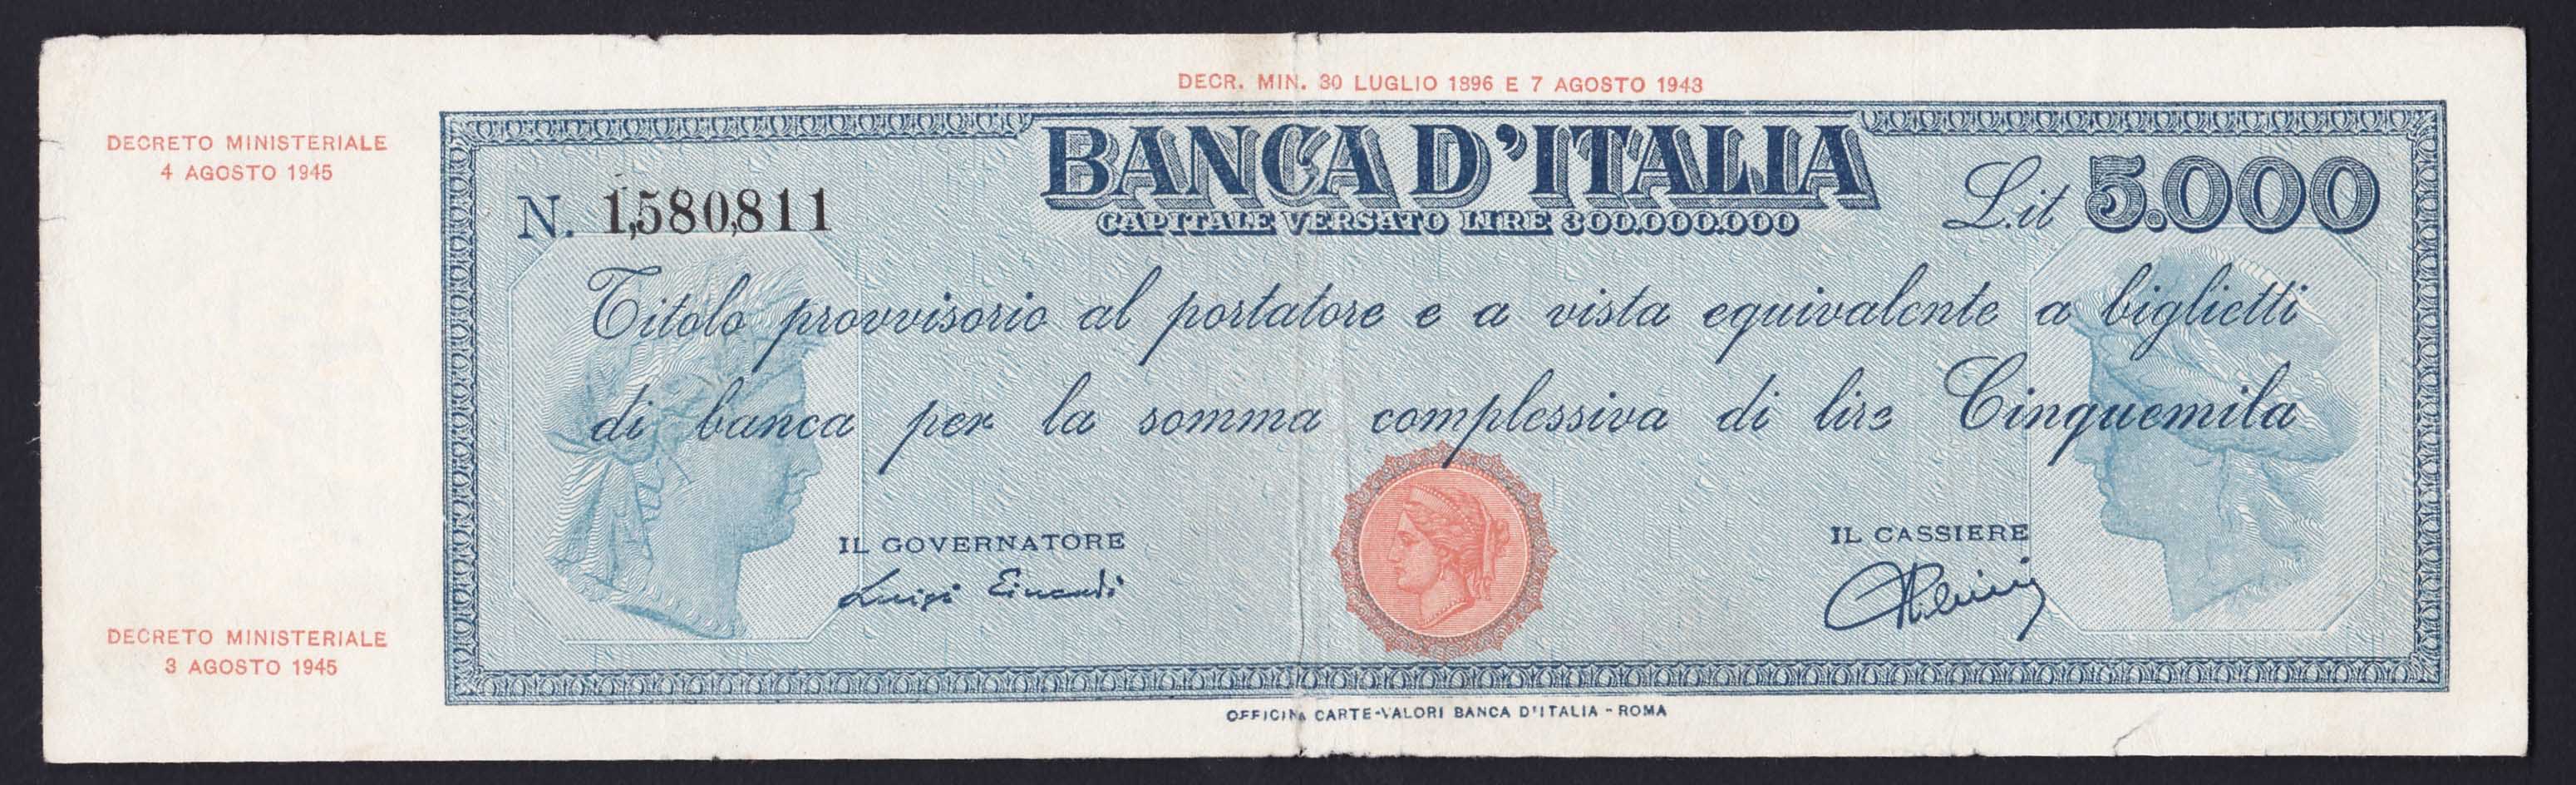 DECR. MIN. 30 LUGLIO 1896 E 7 AGOSTO 1943
DECRETO MINISTERIALE
4 AGOSTO 1945
BANCA D'ITALIA
CAPITALE VERSATO LIRE 300.000.000
N. 1,580,811
Lit 5.000
Titolo provvisorio al portatore e a vista equivalente a biglietti
di banca per la somma complessiva di lire Cinquemila
IL GOVERNATORE
Luigi Einaudi
IL CASSIERE
DECRETO MINISTERIALE
3 AGOSTO 1945
OFFICINA CARTE-VALORI BANCA D'ITALIA - ROMA